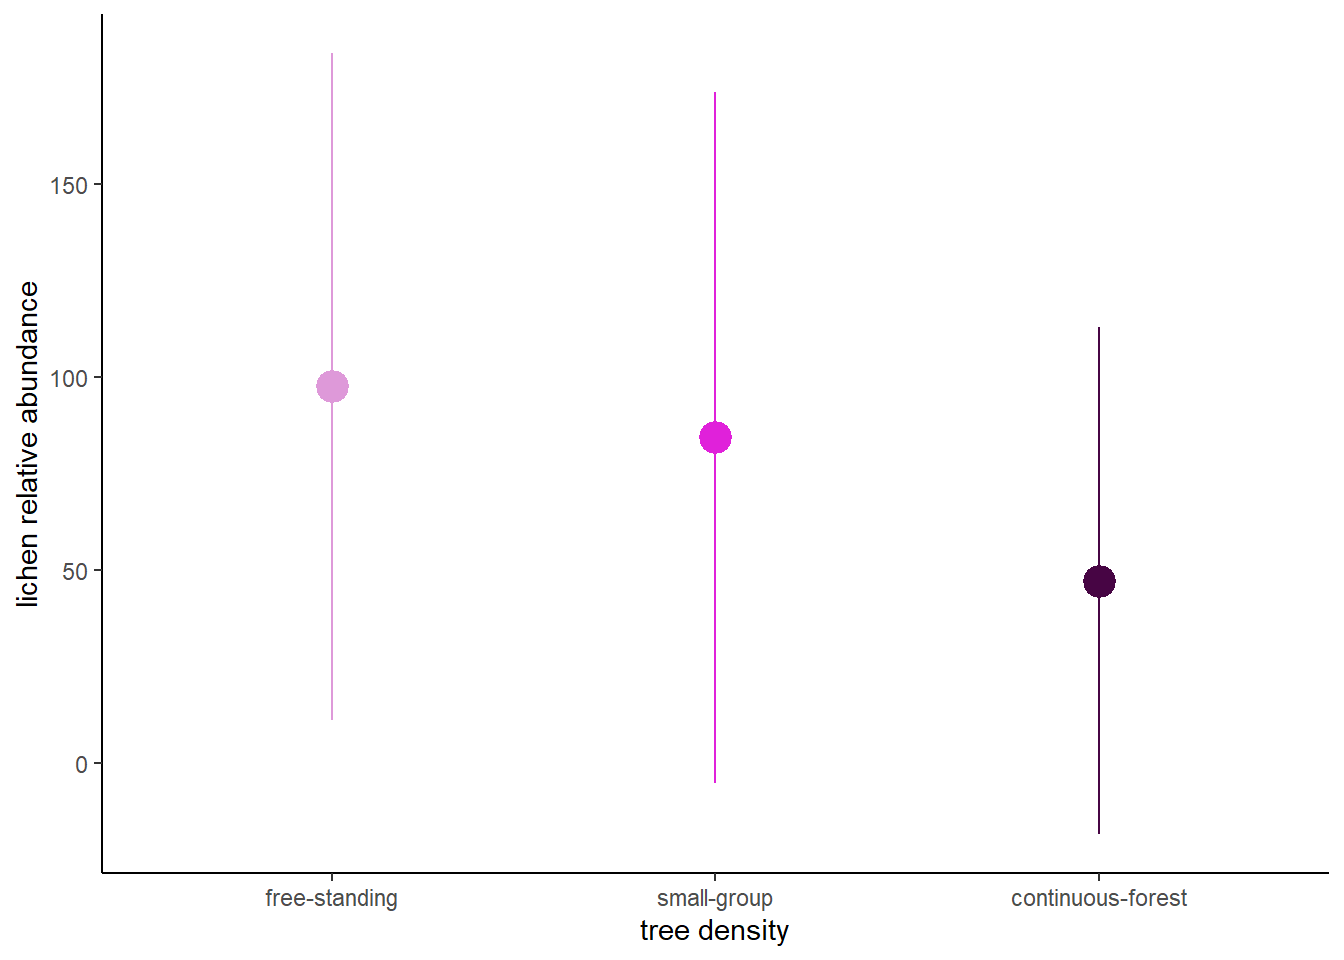 lichen relative abundance
150
100
50
0
free-standing
small-group
continuous-forest
tree density